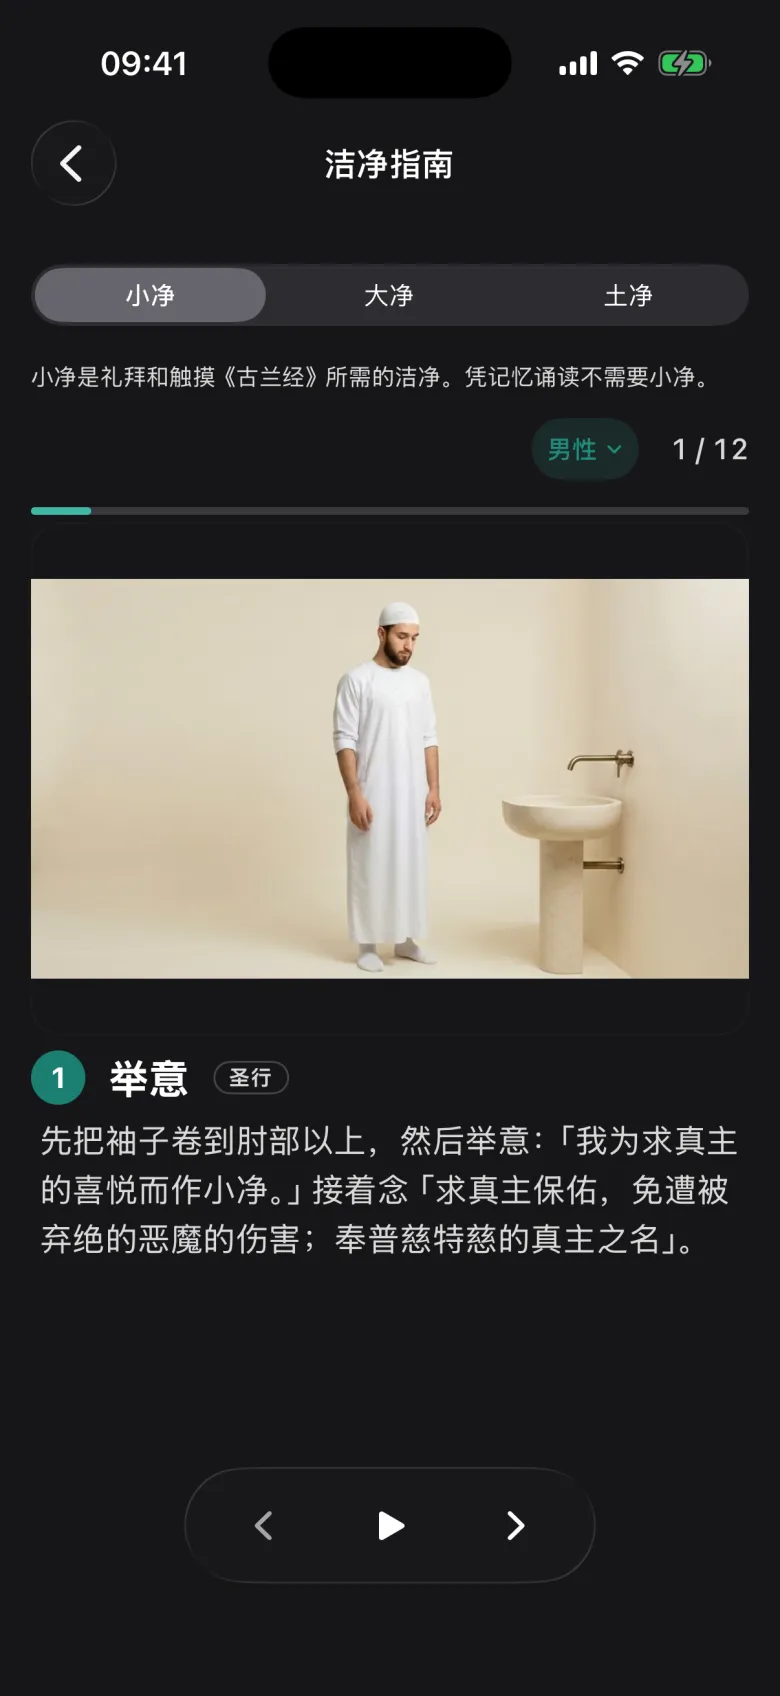 09:41
洁净指南
小净
大净
土净
小净是礼拜和触摸《古兰经》所需的洁净。凭记忆诵读不需要小净。
男性
1 / 12
1 举意 圣行
先把袖子卷到肘部以上，然后举意：「我为求真主
的喜悦而作小净。」接着念「求真主保佑，免遭被
弃绝的恶魔的伤害；奉普慈特慈的真主之名」。